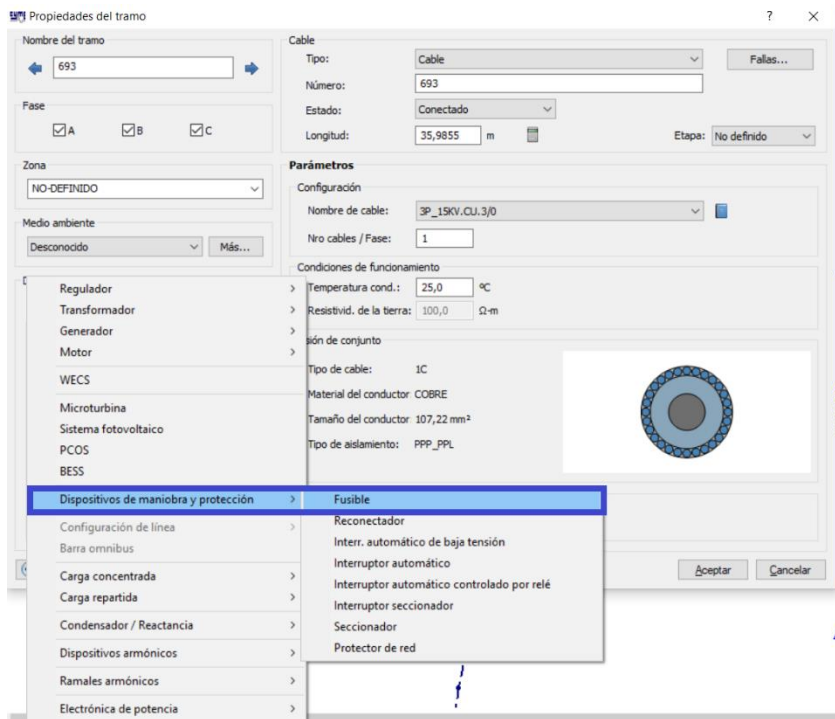 Propiedades del tramo
Nombre del tramo
693
Fase
A B C
Zona
NO-DEFINIDO
Medio ambiente
Desconocido Más...
Cable
Tipo: Cable Fallas...
Número: 693
Estado: Conectado
Longitud: 35,9855 m Etapa: No definido
Parámetros
Configuración
Nombre de cable: 3P_15KV.CU.3/0
Nro cables / Fase: 1
Condiciones de funcionamiento
Temperatura cond.: 25,0 ºC
Resistivid. de la tierra: 100,0 Ω-m
sión de conjunto
Tipo de cable: 1C
Material del conductor COBRE
Tamaño del conductor 107,22 mm²
Tipo de aislamiento: PPP_PPL
Regulador
Transformador
Generador
Motor
WECS
Microturbina
Sistema fotovoltaico
PCOS
BESS
Dispositivos de maniobra y protección
Configuración de línea
Barra omnibus
Carga concentrada
Carga repartida
Condensador / Reactancia
Dispositivos armónicos
Ramales armónicos
Electrónica de potencia
Fusible
Reconectador
Interr. automático de baja tensión
Interruptor automático
Interruptor automático controlado por relé
Interruptor seccionador
Seccionador
Protector de red
Aceptar Cancelar